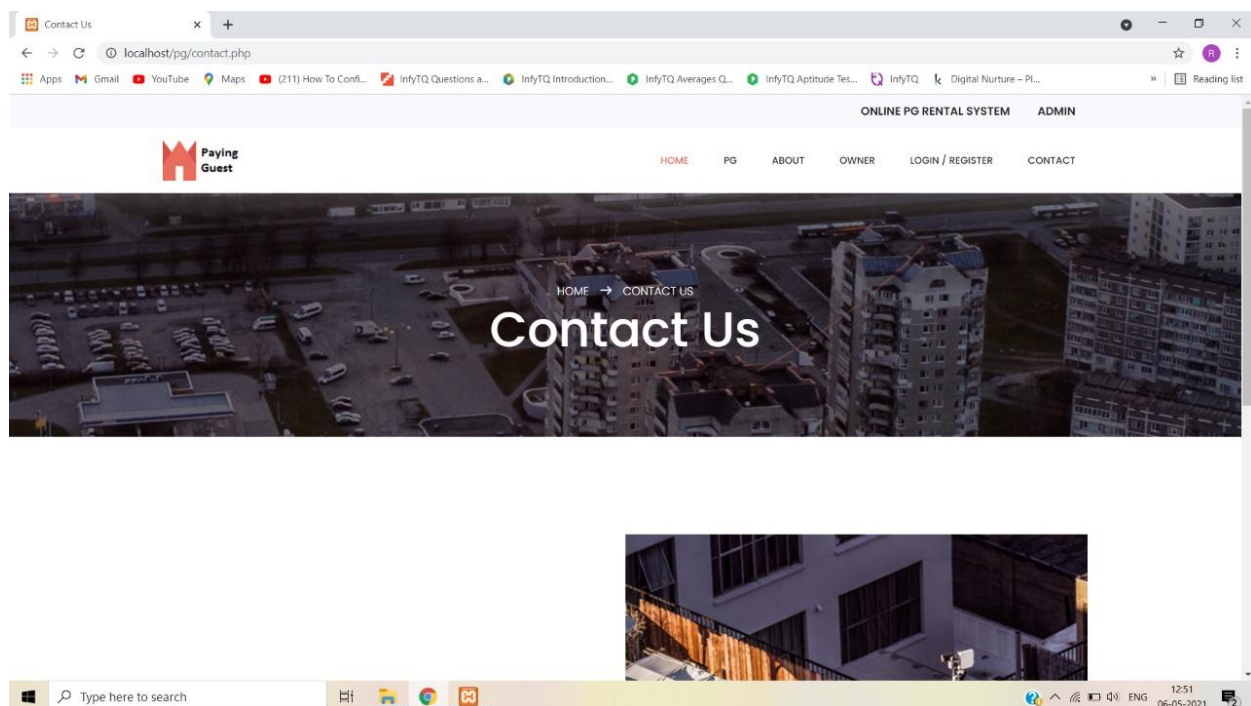 Contact Us
localhost/pg/contact.php
R
Apps Gmail YouTube Maps (211) How To Confi... InfyTQ Questions a... InfyTQ Introduction... InfyTQ Averages Q... InfyTQ Aptitude Tes... InfyTQ Digital Nurture – Pl... » Reading list
ONLINE PG RENTAL SYSTEM ADMIN
Paying
Guest
HOME PG ABOUT OWNER LOGIN / REGISTER CONTACT
HOME → CONTACT US
Contact Us
Type here to search
ENG
12:51
06-05-2021
2